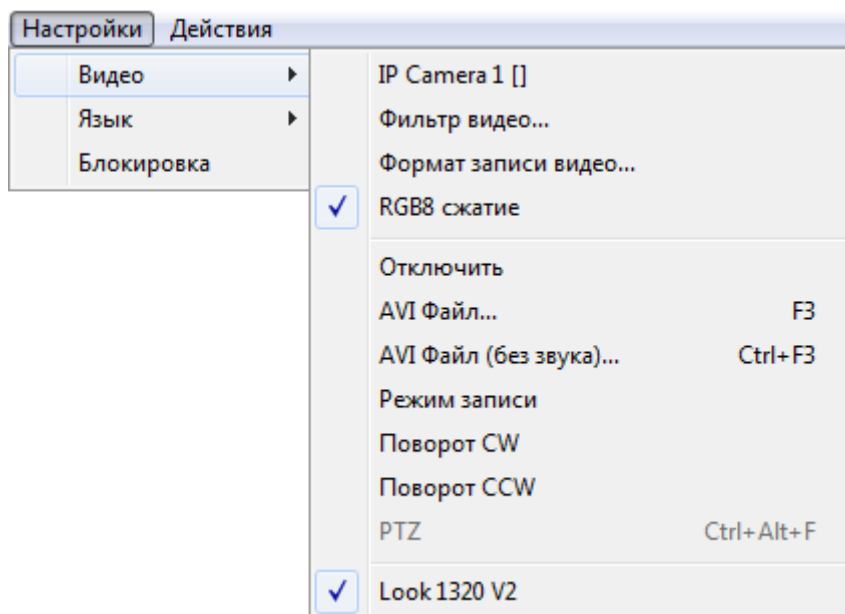 Настройки Действия
Видео
Язык
Блокировка
IP Camera 1 []
Фильтр видео...
Формат записи видео...
RGB8 сжатие
Отключить
AVI Файл... F3
AVI Файл (без звука)... Ctrl+F3
Режим записи
Поворот CW
Поворот CCW
PTZ Ctrl+Alt+F
Look 1320 V2